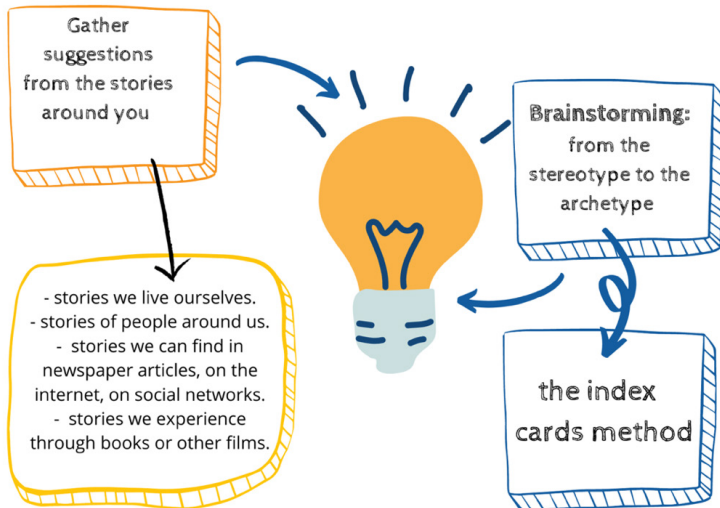 Gather
suggestions
from the stories
around you
Brainstorming:
from the
stereotype to the
archetype
- stories we live ourselves.
- stories of people around us.
- stories we can find in
newspaper articles, on the
internet, on social networks.
- stories we experience
through books or other films.
the index
cards method